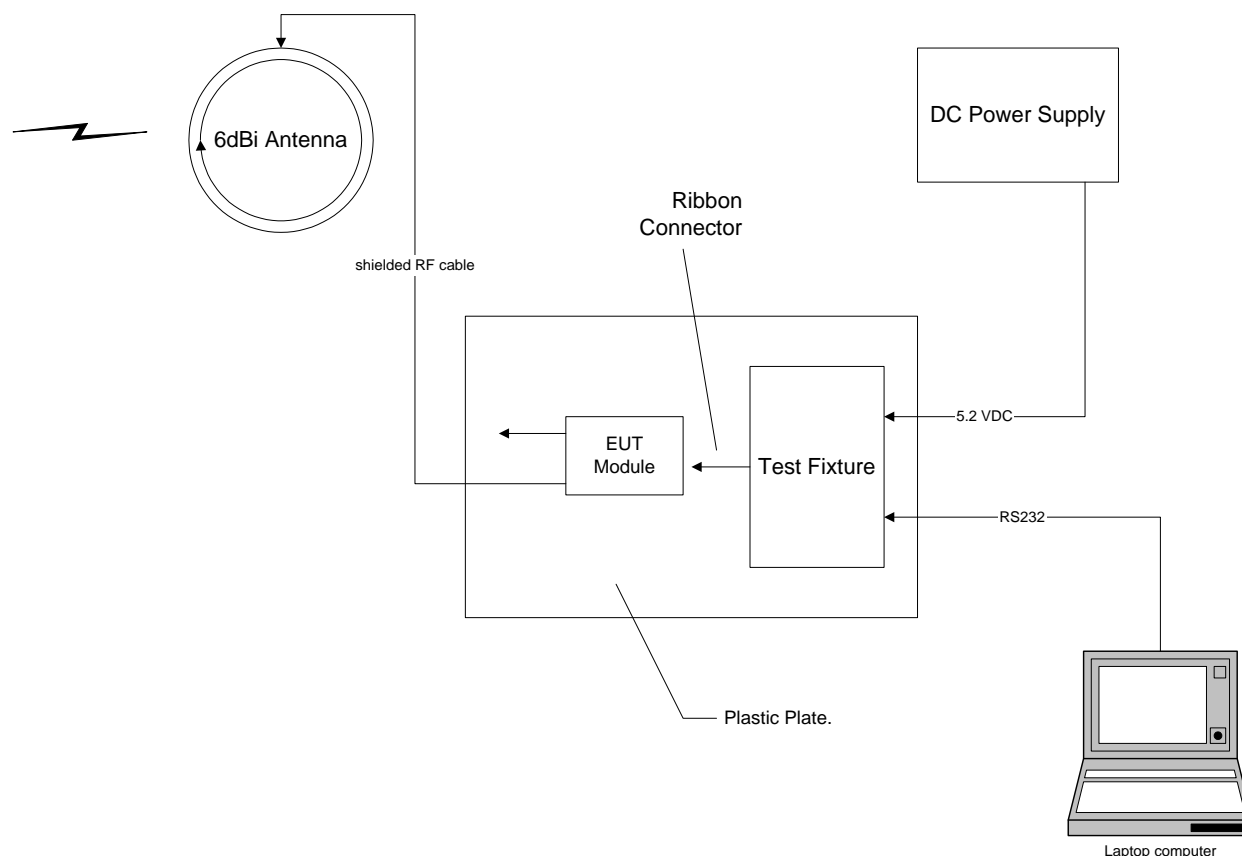 6dBi Antenna
DC Power Supply
Ribbon
Connector
shielded RF cable
5.2 VDC
EUT
Module
Test Fixture
RS232
Plastic Plate.
Laptop computer